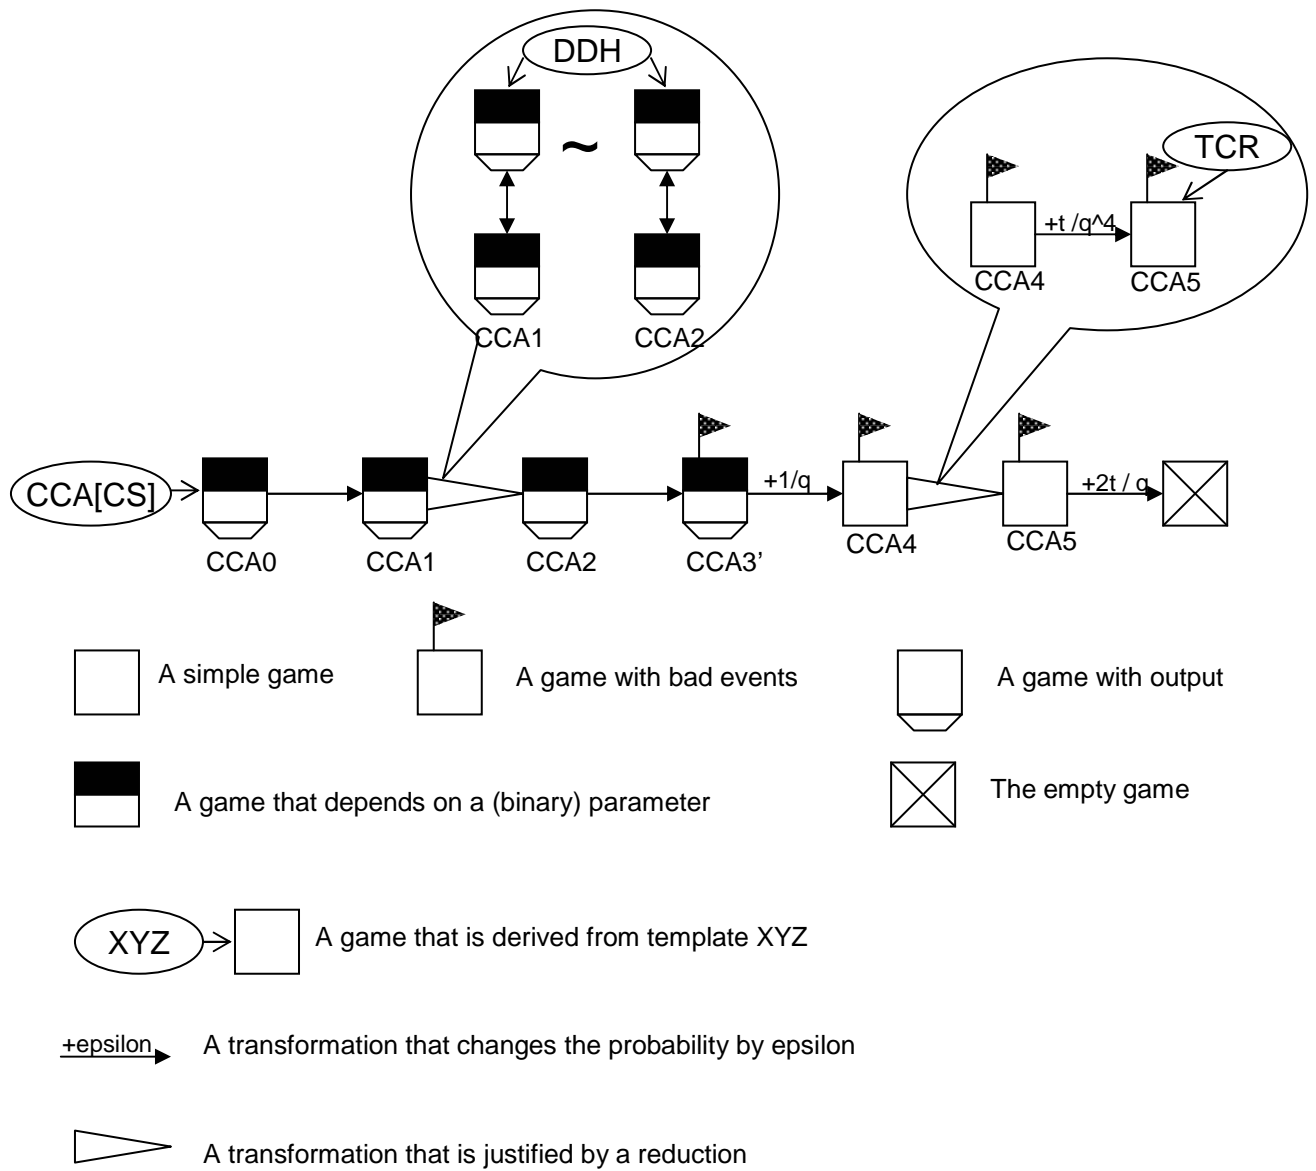 DDH
~
CCA1
CCA2
TCR
+t /q^4
CCA4
CCA5
CCA[CS]
+1/q
+2t / q
CCA0
CCA1
CCA2
CCA3’
CCA4
CCA5
A simple game
A game with bad events
A game with output
A game that depends on a (binary) parameter
The empty game
XYZ
A game that is derived from template XYZ
+epsilon
A transformation that changes the probability by epsilon
A transformation that is justified by a reduction